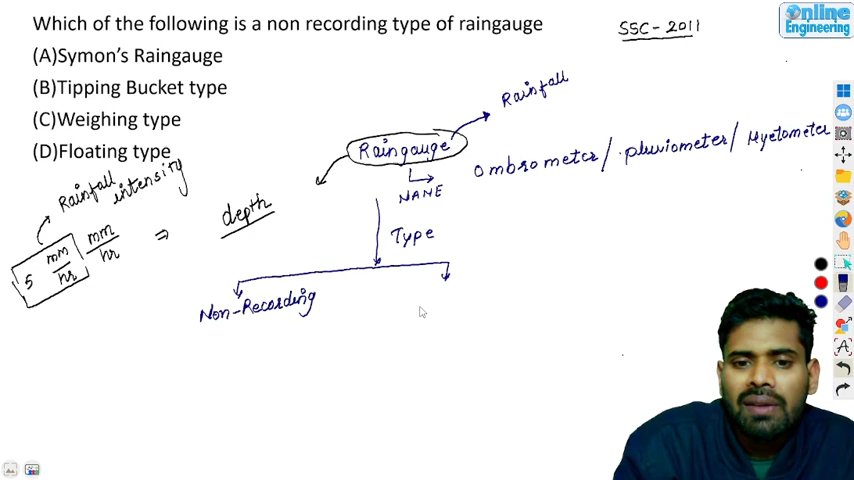 Which of the following is a non recording type of raingauge
SSC-2011
Online
Engineering
(A)Symon's Raingauge
(B)Tipping Bucket type
(C)Weighing type
(D)Floating type
Rainfall
Raingauge
ombrometer/ pluviometer/ Hyetometer
NAME
Rainfall intensity
depth
5 mm/hr mm/hr ⇒
Type
Non-Recording